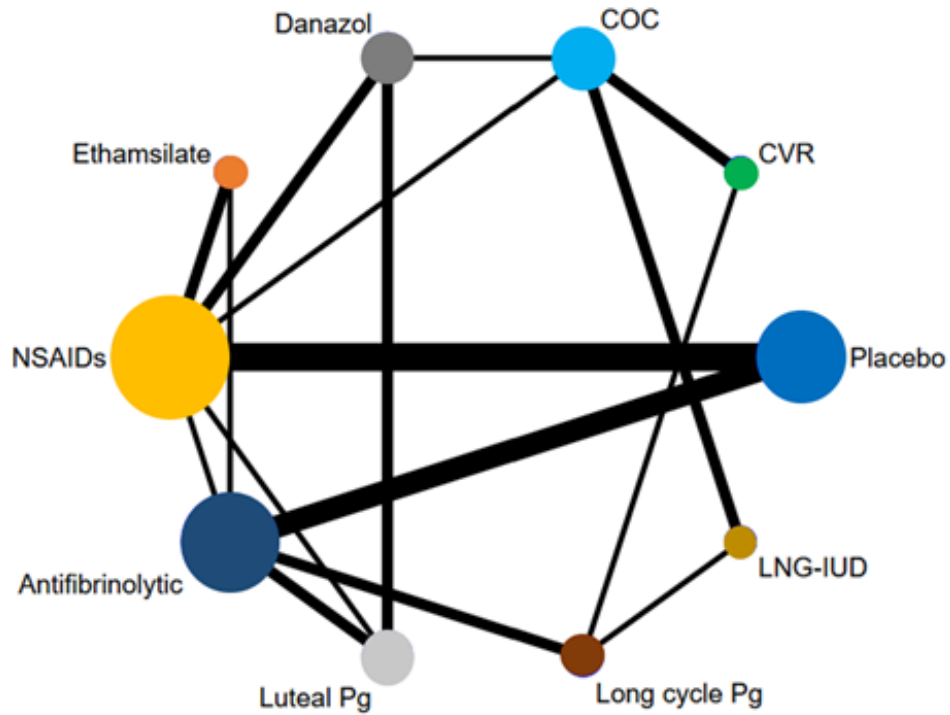 COC
Danazol
Ethamsilate
CVR
NSAIDs
Placebo
LNG-IUD
Antifibrinolytic
Luteal Pg
Long cycle Pg